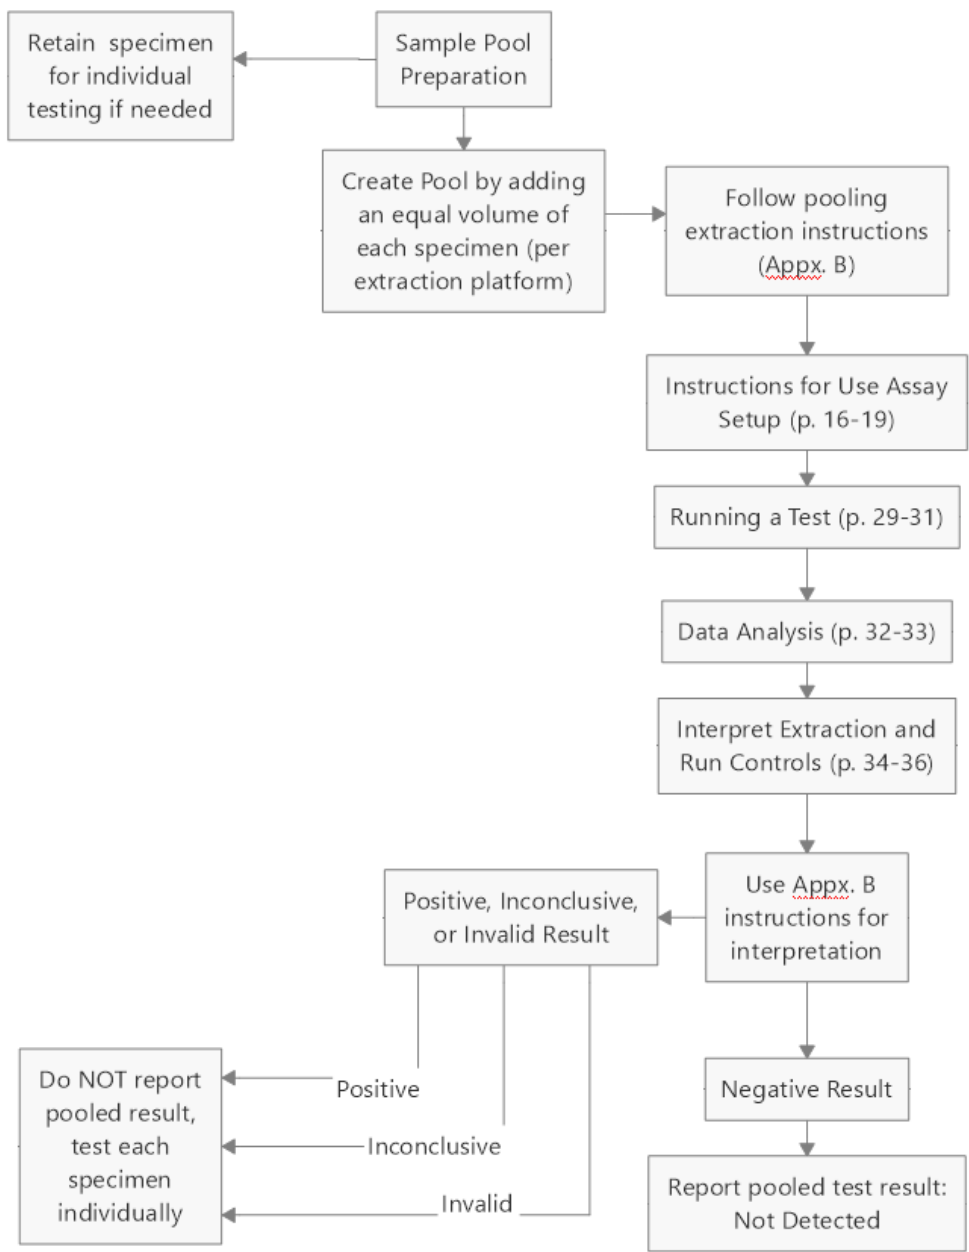 Retain specimen
for individual
testing if needed
Sample Pool
Preparation
Create Pool by adding
an equal volume of
each specimen (per
extraction platform)
Follow pooling
extraction instructions
(Appx. B)
Instructions for Use Assay
Setup (p. 16-19)
Running a Test (p. 29-31)
Data Analysis (p. 32-33)
Interpret Extraction and
Run Controls (p. 34-36)
Use Appx. B
instructions for
interpretation
Positive, Inconclusive,
or Invalid Result
Positive
Inconclusive
Invalid
Do NOT report
pooled result,
test each
specimen
individually
Negative Result
Report pooled test result:
Not Detected